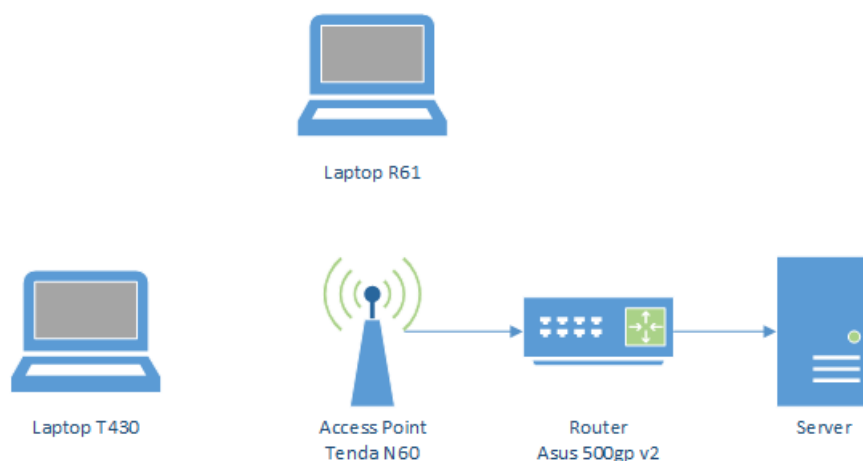 Laptop R61
Laptop T430
Access Point
Tenda N60
Router
Asus 500gp v2
Server